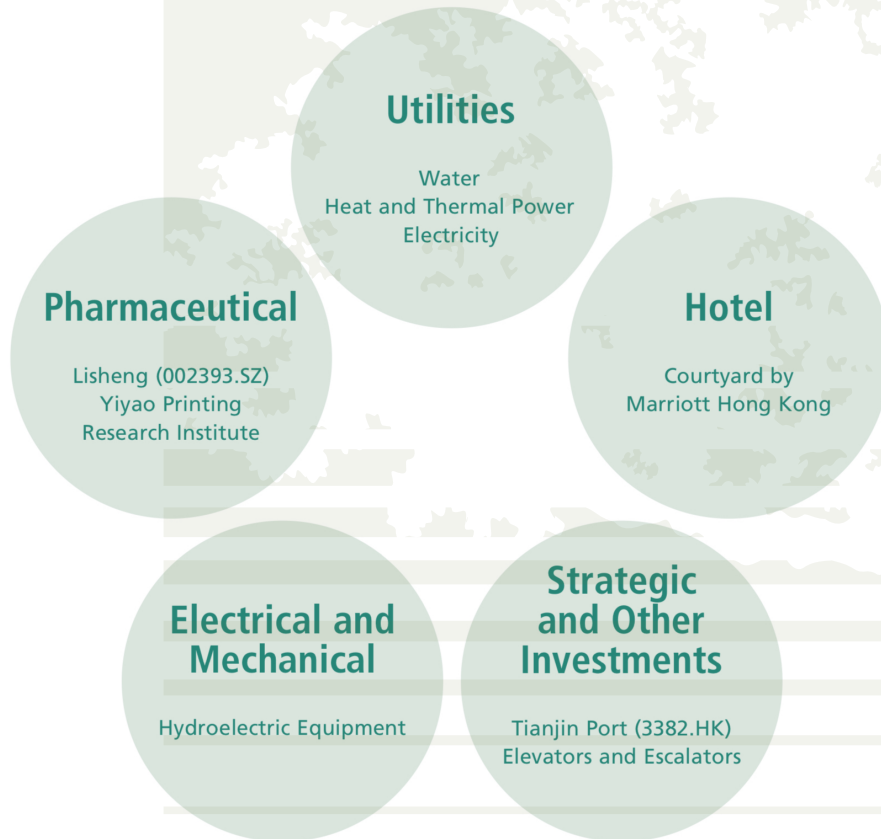 Utilities
Water
Heat and Thermal Power
Electricity
Pharmaceutical
Lisheng (002393.SZ)
Yiyao Printing
Research Institute
Hotel
Courtyard by
Marriott Hong Kong
Electrical and
Mechanical
Hydroelectric Equipment
Strategic
and Other
Investments
Tianjin Port (3382.HK)
Elevators and Escalators